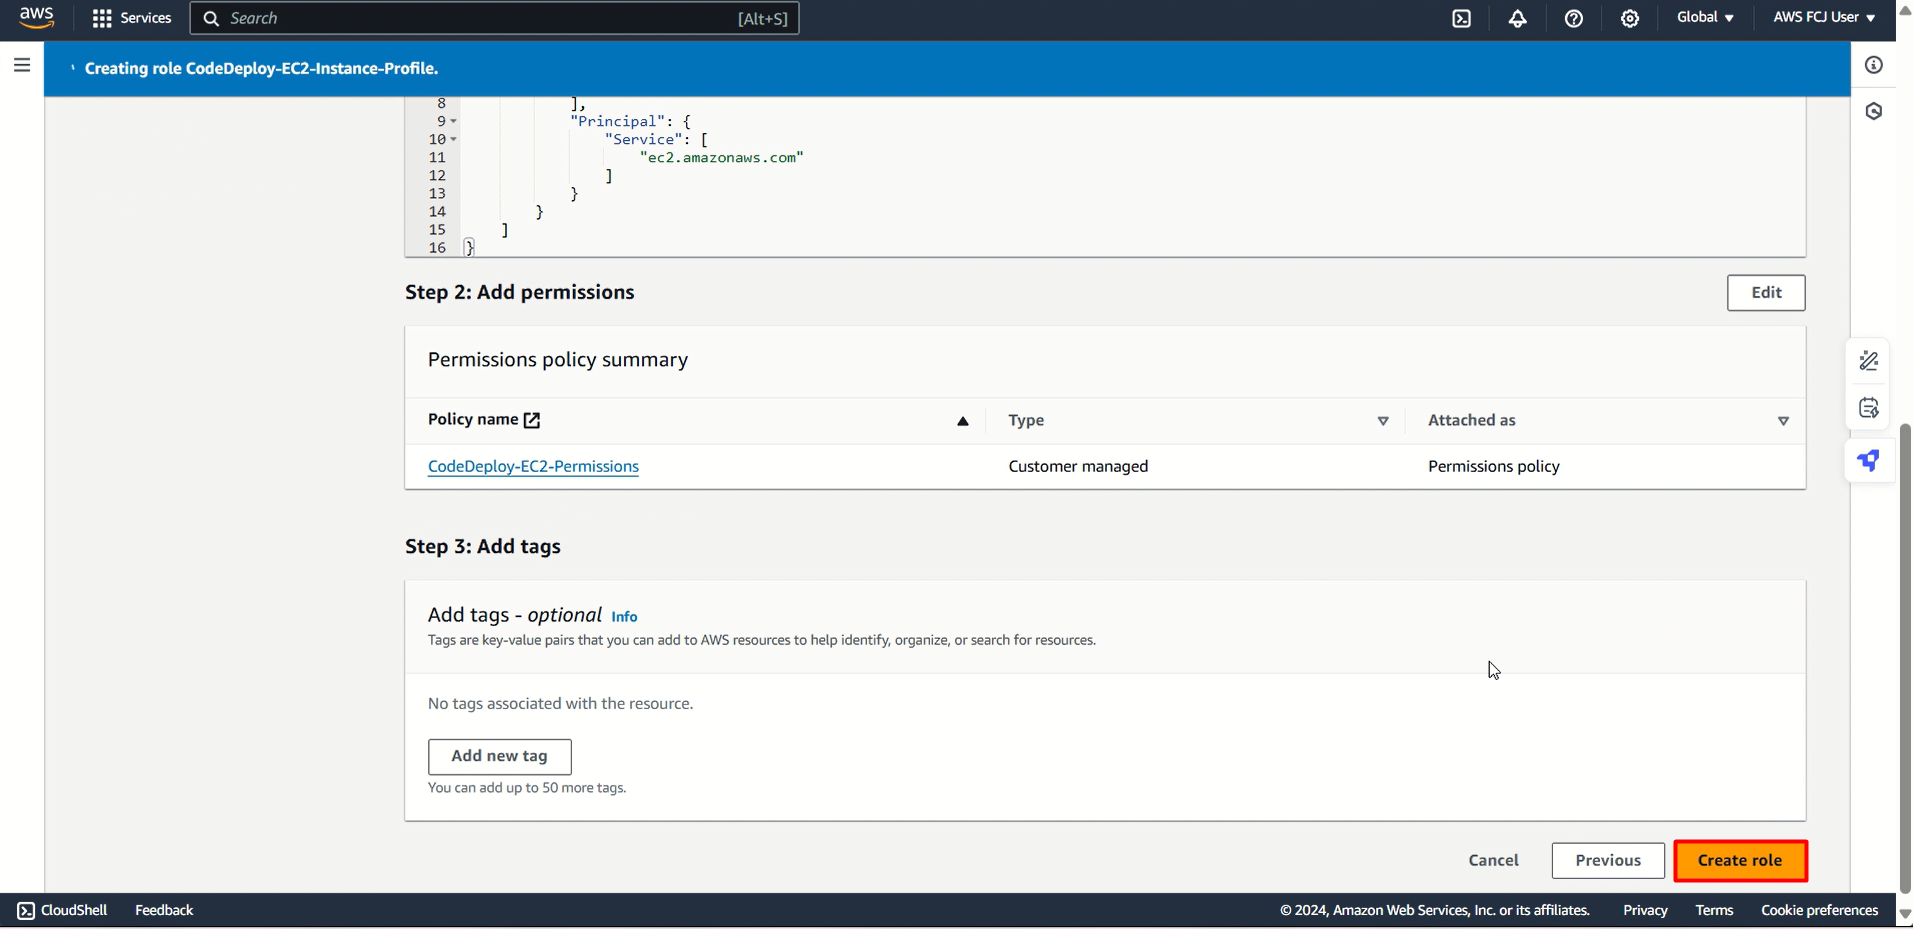 aws Services Search [Alt+S] Global ▼ AWS FCJ User ▼
Creating role CodeDeploy-EC2-Instance-Profile.
8 ],
9 "Principal": {
10 "Service": [
11 "ec2.amazonaws.com"
12 ]
13 }
14 }
15 ]
16 }
Step 2: Add permissions Edit
Permissions policy summary
Policy name Type Attached as
CodeDeploy-EC2-Permissions Customer managed Permissions policy
Step 3: Add tags
Add tags - optional Info
Tags are key-value pairs that you can add to AWS resources to help identify, organize, or search for resources.
No tags associated with the resource.
Add new tag
You can add up to 50 more tags.
Cancel Previous Create role
CloudShell Feedback © 2024, Amazon Web Services, Inc. or its affiliates. Privacy Terms Cookie preferences